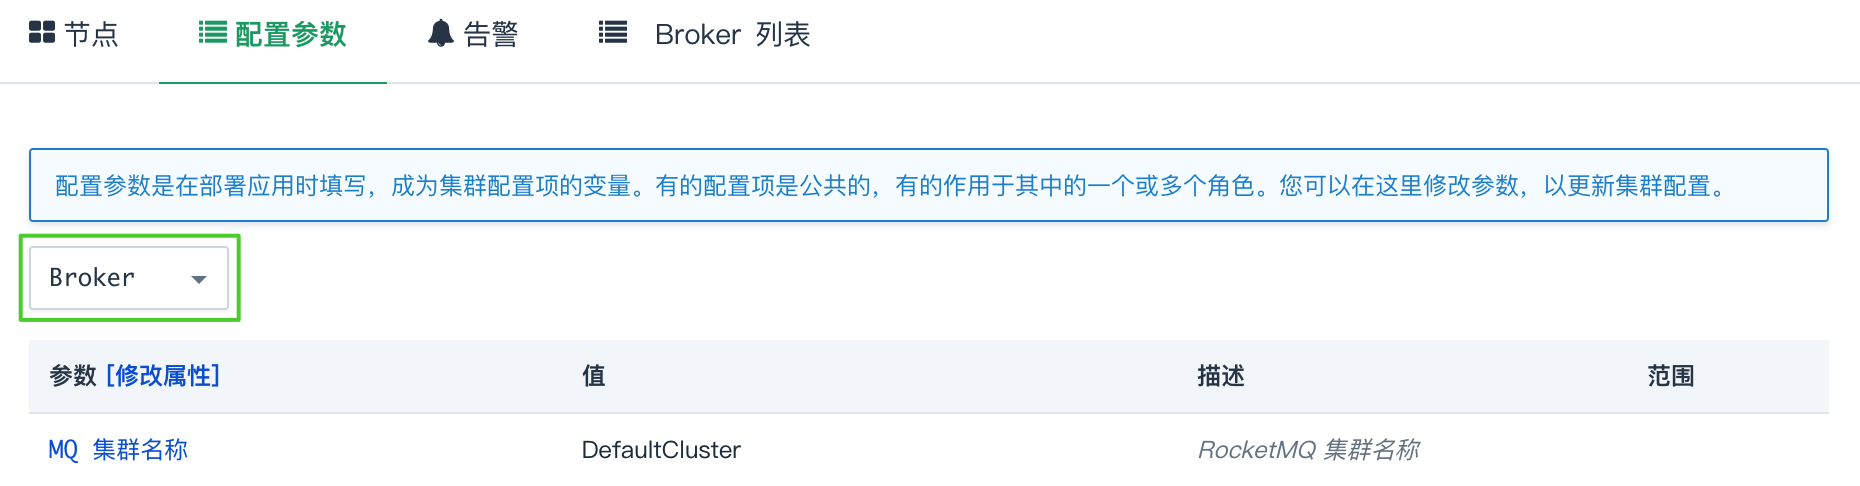 节点 配置参数 告警 Broker 列表
配置参数是在部署应用时填写，成为集群配置项的变量。有的配置项是公共的，有的作用于其中的一个或多个角色。您可以在这里修改参数，以更新集群配置。
Broker
参数 [修改属性] 值 描述 范围
MQ 集群名称 DefaultCluster RocketMQ 集群名称